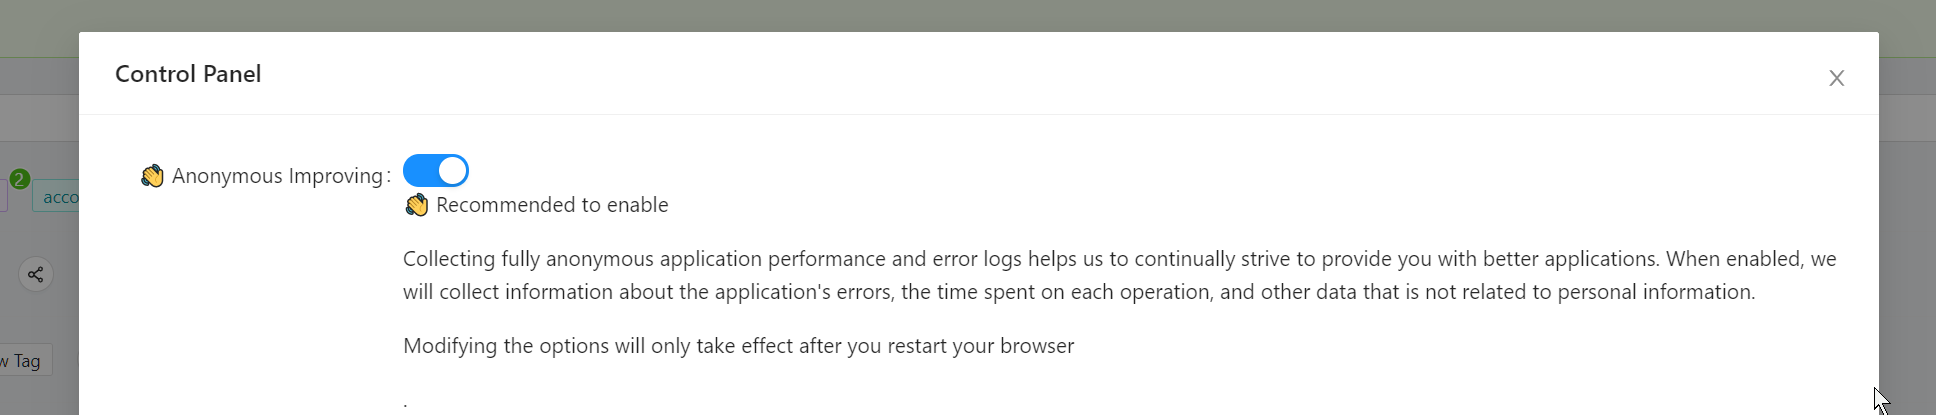 Control Panel
X
👋 Anonymous Improving:
2
acco
👋 Recommended to enable
Collecting fully anonymous application performance and error logs helps us to continually strive to provide you with better applications. When enabled, we
will collect information about the application's errors, the time spent on each operation, and other data that is not related to personal information.
Modifying the options will only take effect after you restart your browser
w Tag
.